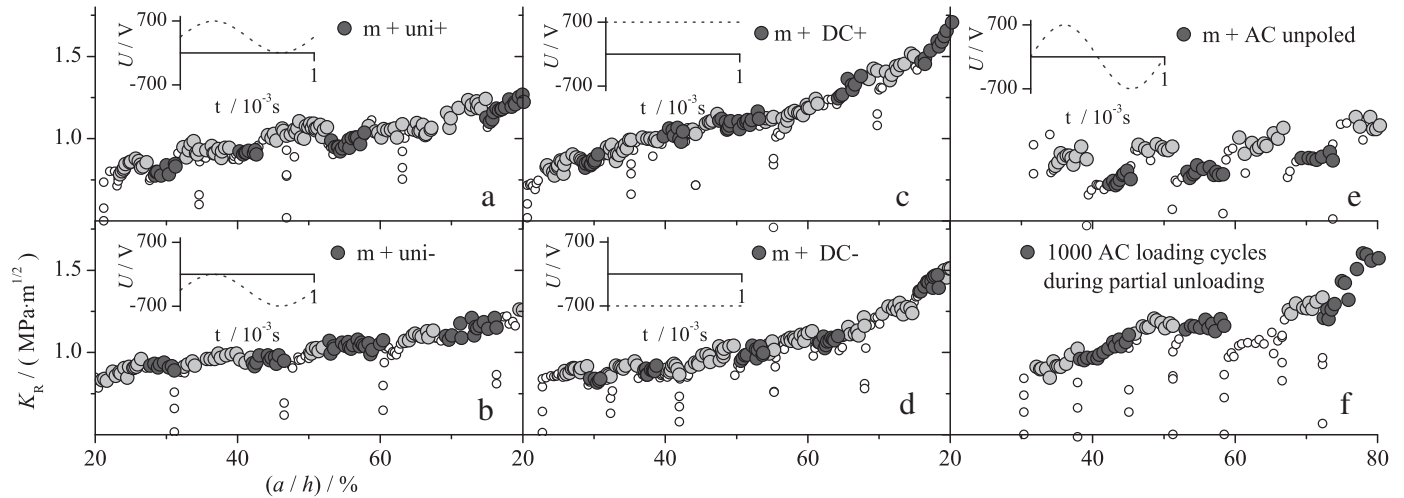 700
-700
U / V
1
t / 10⁻³s
m + uni+
a
700
-700
U / V
1
t / 10⁻³s
m + DC+
c
700
-700
U / V
1
t / 10⁻³s
m + AC unpoled
e
1.5
1.0
700
-700
U / V
1
t / 10⁻³s
m + uni-
b
700
-700
U / V
1
t / 10⁻³s
m + DC-
d
1000 AC loading cycles
during partial unloading
f
1.5
1.0
K_R / ( MPa·m^1/2)
20 40 60 20 40 60 20 40 60 80
(a / h) / %
(a / h) / %
(a / h) / %